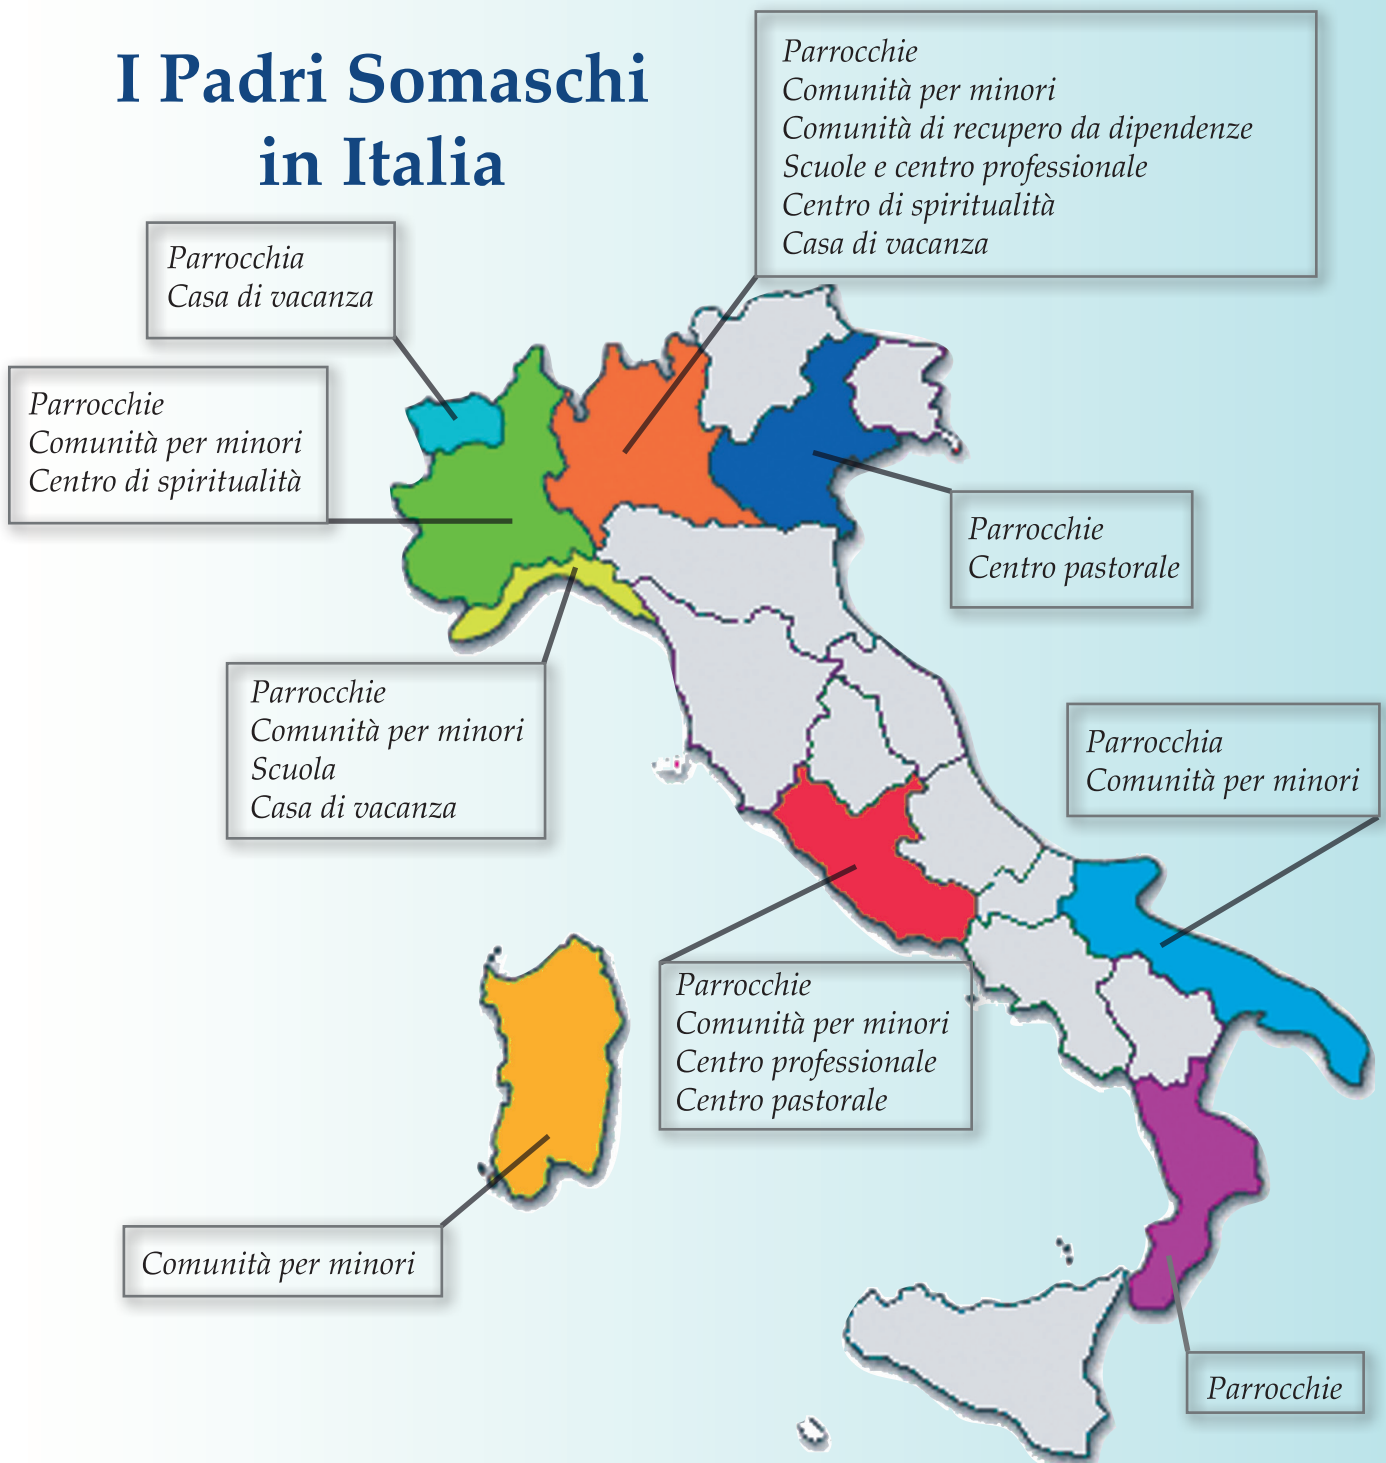 I Padri Somaschi
in Italia
Parrocchie
Comunità per minori
Comunità di recupero da dipendenze
Scuole e centro professionale
Centro di spiritualità
Casa di vacanza
Parrocchia
Casa di vacanza
Parrocchie
Comunità per minori
Centro di spiritualità
Parrocchie
Centro pastorale
Parrocchie
Comunità per minori
Scuola
Casa di vacanza
Parrocchia
Comunità per minori
Parrocchie
Comunità per minori
Centro professionale
Centro pastorale
Comunità per minori
Parrocchie